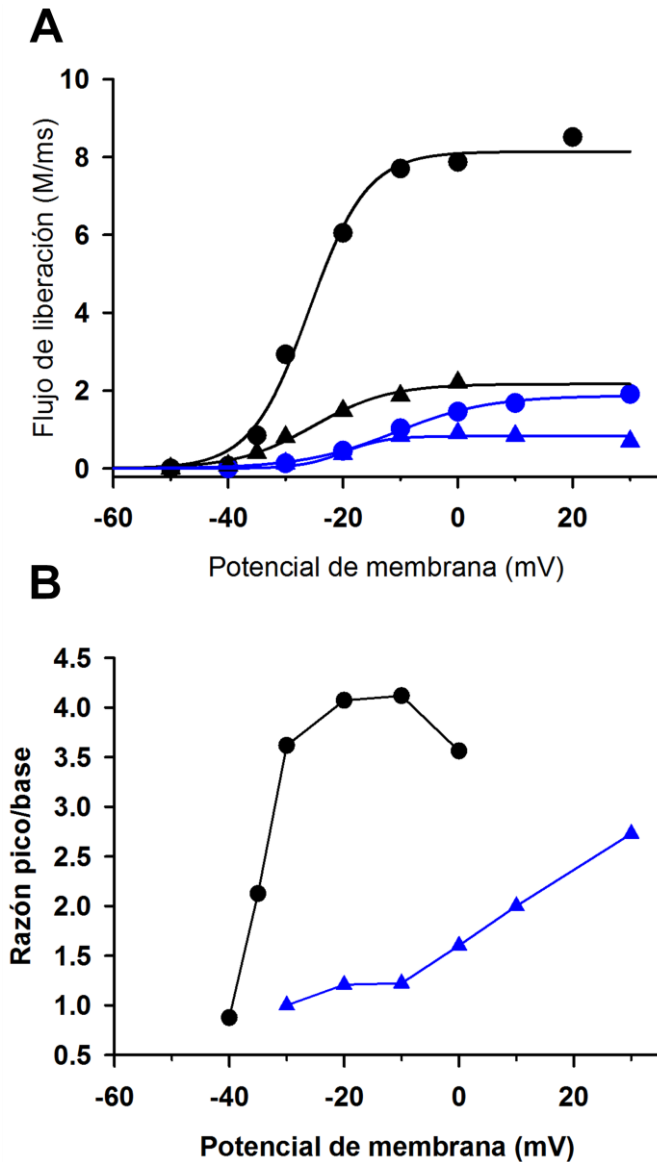 A
Flujo de liberación (M/ms)
10
8
6
4
2
0
-60 -40 -20 0 20
Potencial de membrana (mV)
B
Razón pico/base
4.5
4.0
3.5
3.0
2.5
2.0
1.5
1.0
0.5
-60 -40 -20 0 20
Potencial de membrana (mV)